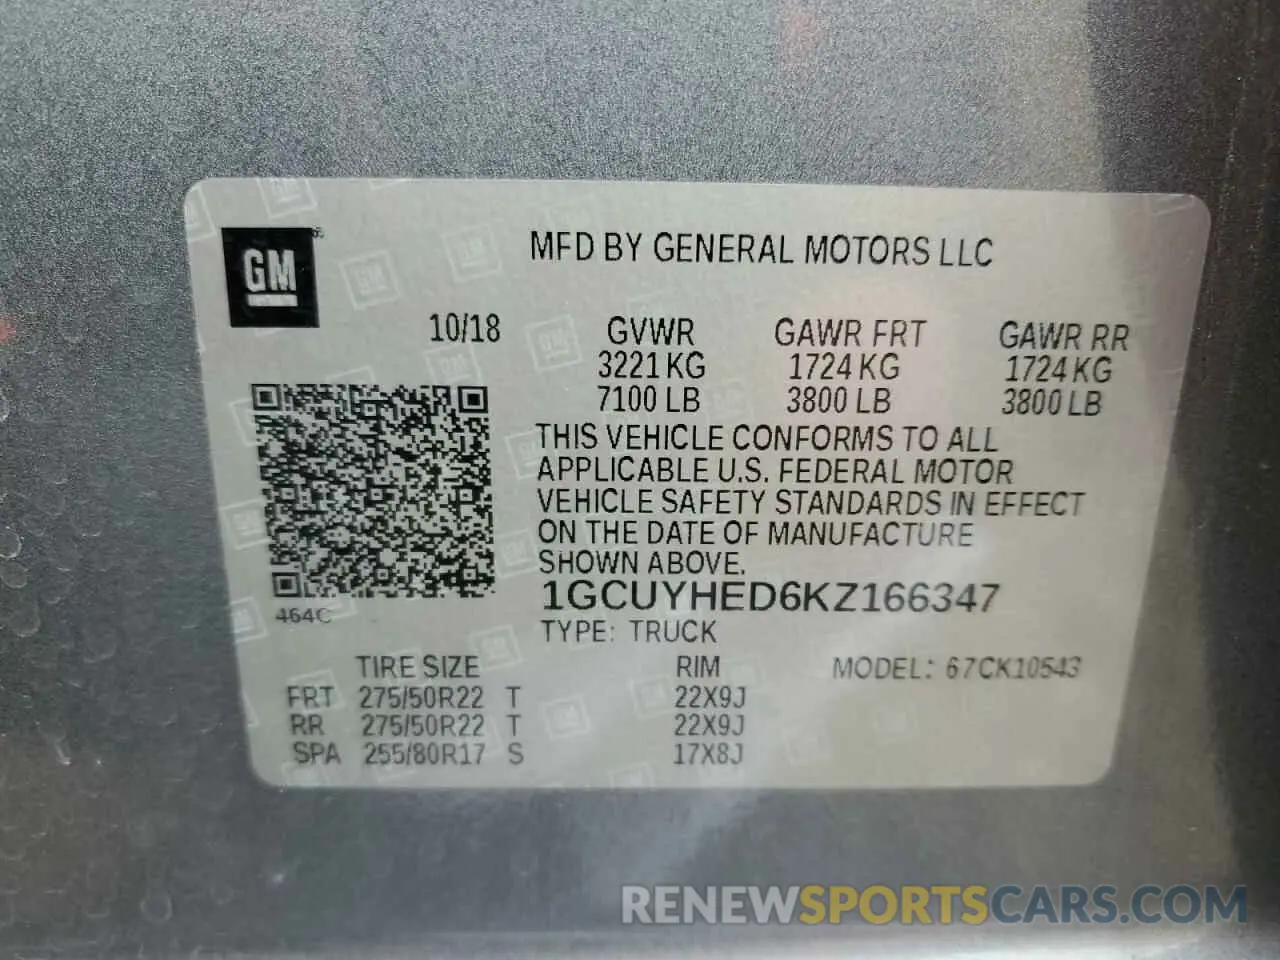 GM
MFD BY GENERAL MOTORS LLC
10/18 GVWR GAWR FRT GAWR RR
3221 KG 1724 KG 1724 KG
7100 LB 3800 LB 3800 LB
THIS VEHICLE CONFORMS TO ALL
APPLICABLE U.S. FEDERAL MOTOR
VEHICLE SAFETY STANDARDS IN EFFECT
ON THE DATE OF MANUFACTURE
SHOWN ABOVE.
1GCUYHED6KZ166347
464C
TYPE: TRUCK
TIRE SIZE RIM MODEL: 67CK10543
FRT 275/50R22 T 22X9J
RR 275/50R22 T 22X9J
SPA 255/80R17 S 17X8J
RENEWSPORTSCARS.COM